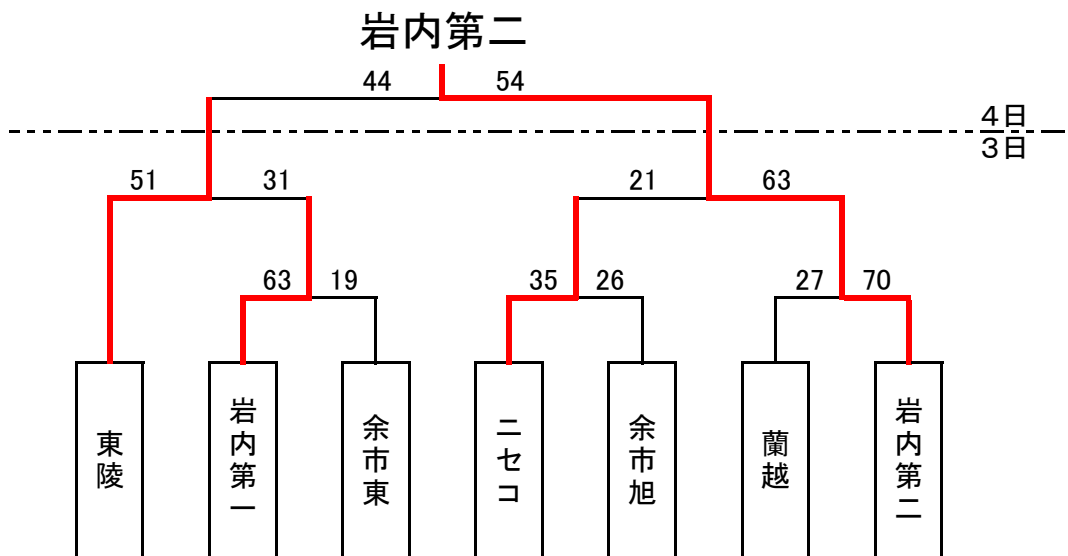 岩内第二
44 54
4日
3日
51 31 21 63
63 19 35 26 27 70
東陵
岩内第一
余市東
ニセコ
余市旭
蘭越
岩内第二